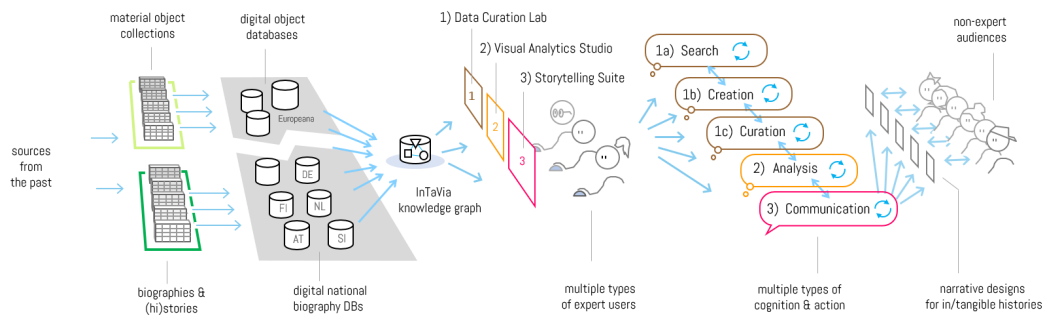 material object
collections
digital object
databases
1) Data Curation Lab
2) Visual Analytics Studio
3) Storytelling Suite
1a) Search
1b) Creation
1c) Curation
2) Analysis
3) Communication
non-expert
audiences
sources
from
the past
Europeana
DE
FI
NL
AT
SI
InTaVia
knowledge graph
1
2
3
biographies &
(hi)stories
digital national
biography DBs
multiple types
of expert users
multiple types of
cognition & action
narrative designs
for in/tangible histories